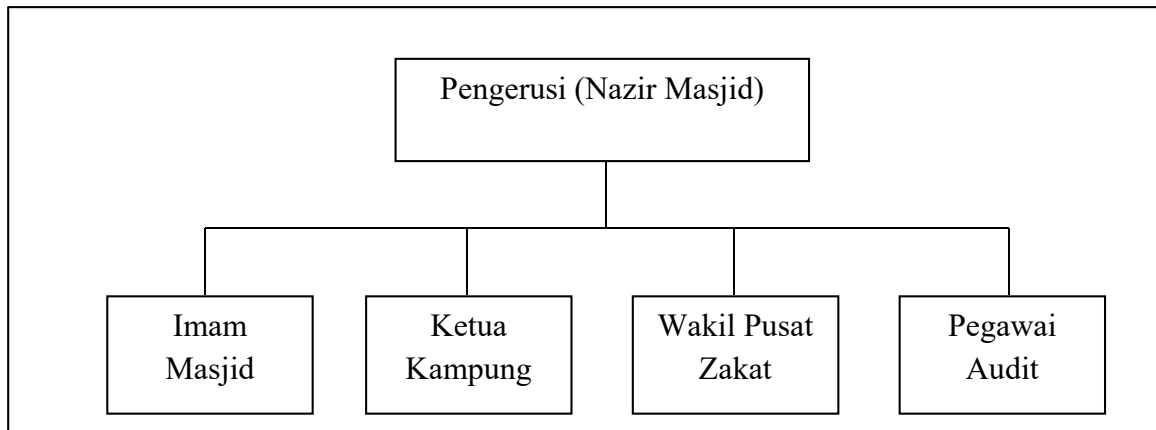 Pengerusi (Nazir Masjid)
Imam
Masjid
Ketua
Kampung
Wakil Pusat
Zakat
Pegawai
Audit